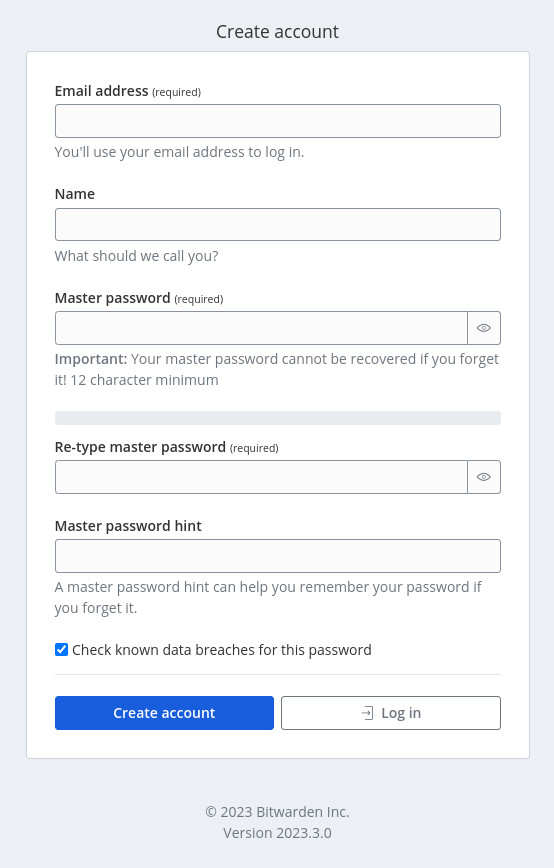 Create account
Email address (required)
You'll use your email address to log in.
Name
What should we call you?
Master password (required)
Important: Your master password cannot be recovered if you forget
it! 12 character minimum
Re-type master password (required)
Master password hint
A master password hint can help you remember your password if
you forget it.
Check known data breaches for this password
Create account
Log in
© 2023 Bitwarden Inc.
Version 2023.3.0